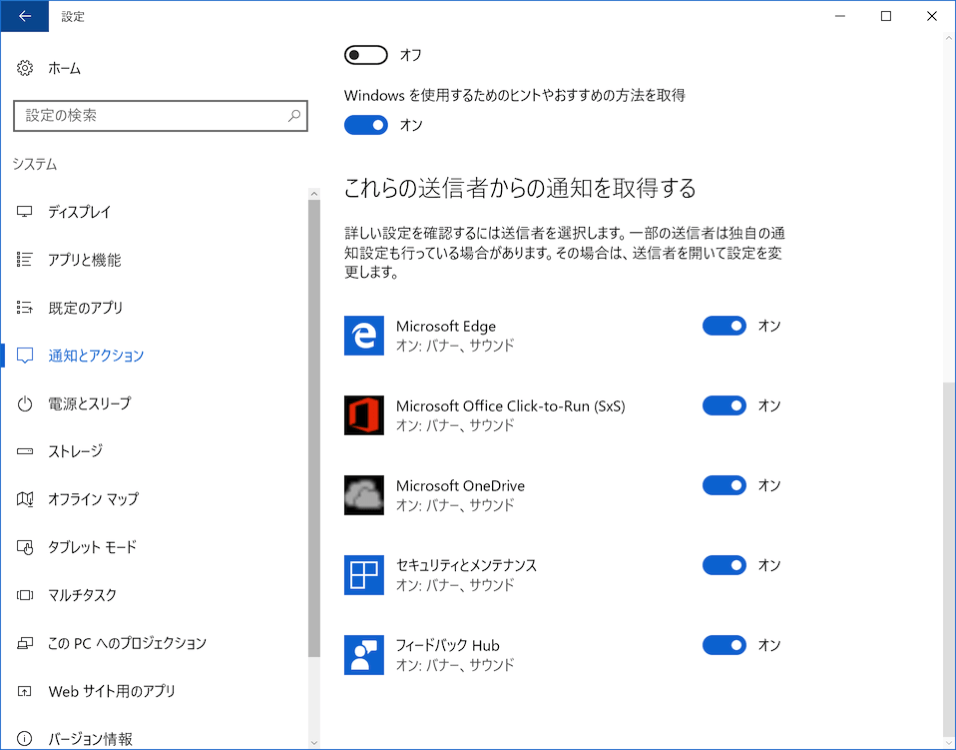 設定
ホーム
設定の検索
システム
ディスプレイ
アプリと機能
既定のアプリ
通知とアクション
電源とスリープ
ストレージ
オフライン マップ
タブレット モード
マルチタスク
この PC へのプロジェクション
Web サイト用のアプリ
バージョン情報
オフ
Windows を使用するためのヒントやおすすめの方法を取得
オン
これらの送信者からの通知を取得する
詳しい設定を確認するには送信者を選択します。一部の送信者は独自の通
知設定も行っている場合があります。その場合は、送信者を開いて設定を変
更します。
Microsoft Edge
オン: バナー、サウンド
オン
Microsoft Office Click-to-Run (SxS)
オン: バナー、サウンド
オン
Microsoft OneDrive
オン: バナー、サウンド
オン
セキュリティとメンテナンス
オン: バナー、サウンド
オン
フィードバック Hub
オン: バナー、サウンド
オン